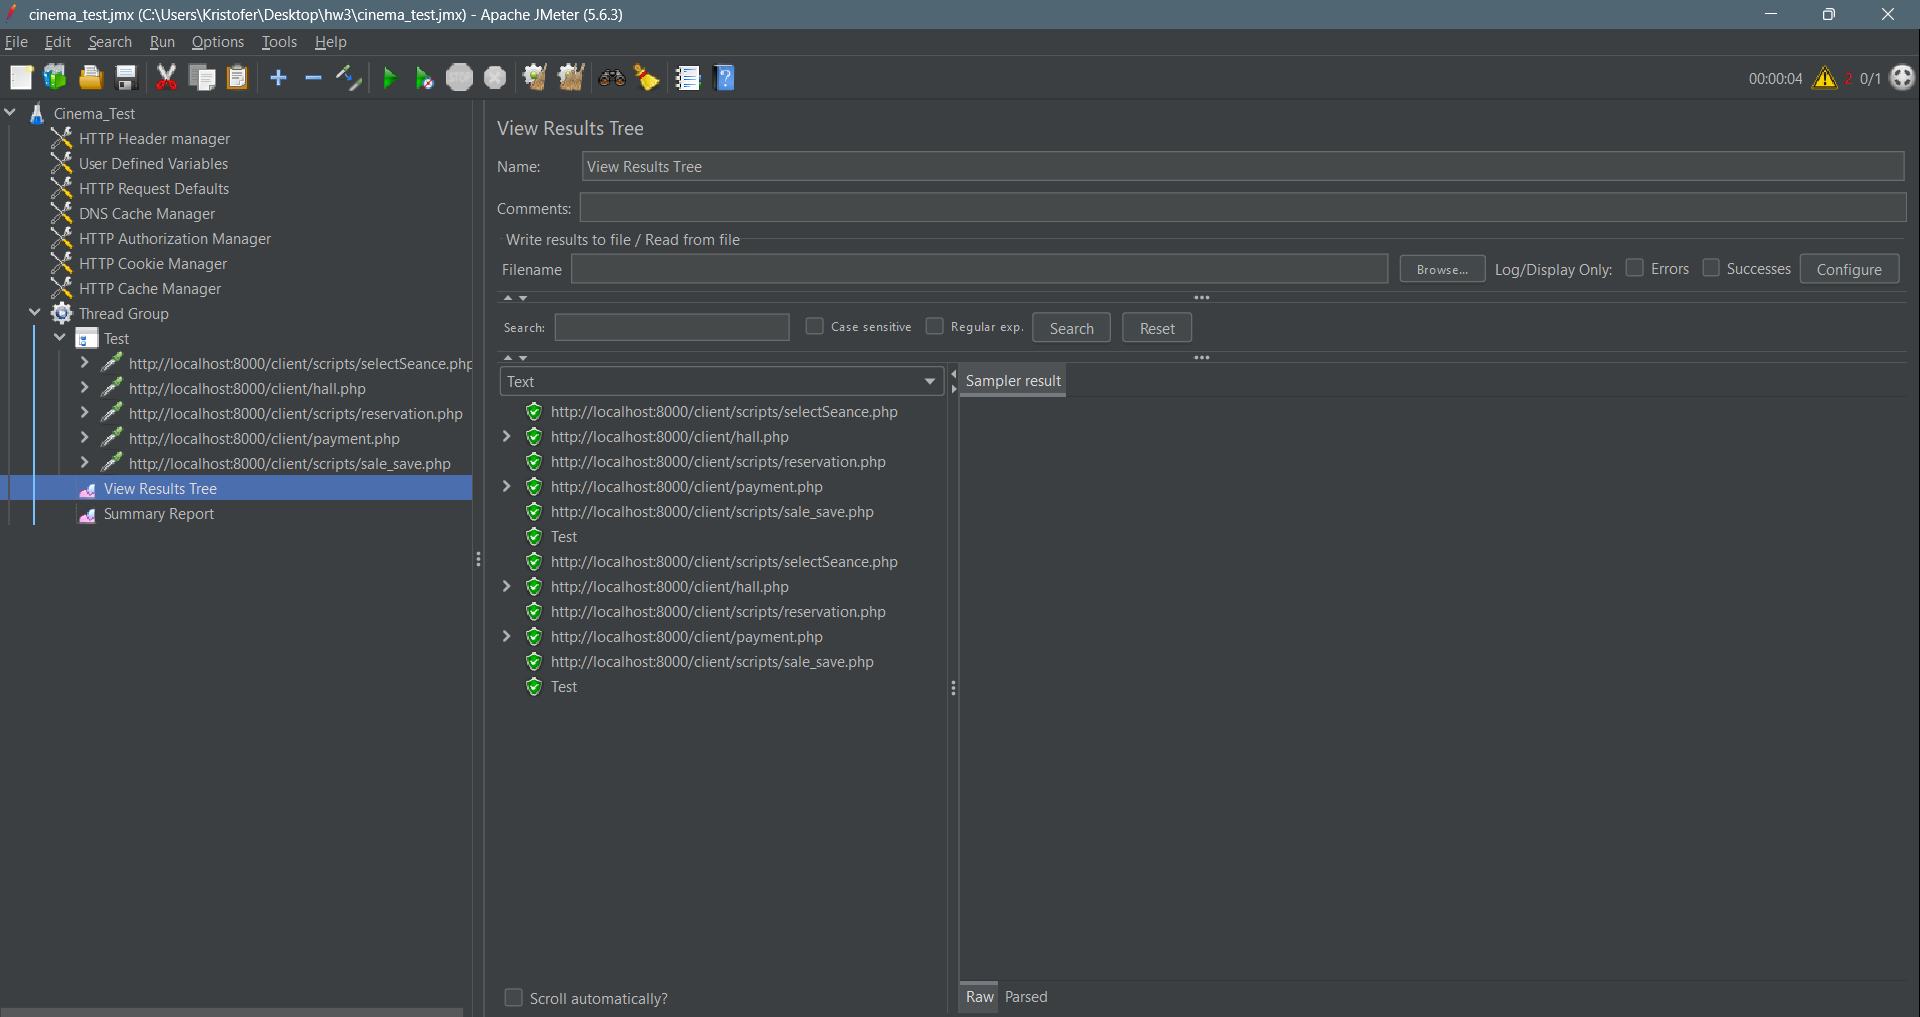 cinema_test.jmx (C:\Users\Kristofer\Desktop\hw3\cinema_test.jmx) - Apache JMeter (5.6.3)
File Edit Search Run Options Tools Help
STOP
00:00:04 2 0/1
Cinema_Test
HTTP Header manager
User Defined Variables
HTTP Request Defaults
DNS Cache Manager
HTTP Authorization Manager
HTTP Cookie Manager
HTTP Cache Manager
Thread Group
Test
http://localhost:8000/client/scripts/selectSeance.php
http://localhost:8000/client/hall.php
http://localhost:8000/client/scripts/reservation.php
http://localhost:8000/client/payment.php
http://localhost:8000/client/scripts/sale_save.php
View Results Tree
Summary Report
View Results Tree
Name: View Results Tree
Comments:
Write results to file / Read from file
Filename Browse... Log/Display Only: Errors Successes Configure
Search: Case sensitive Regular exp. Search Reset
Text
http://localhost:8000/client/scripts/selectSeance.php
http://localhost:8000/client/hall.php
http://localhost:8000/client/scripts/reservation.php
http://localhost:8000/client/payment.php
http://localhost:8000/client/scripts/sale_save.php
Test
http://localhost:8000/client/scripts/selectSeance.php
http://localhost:8000/client/hall.php
http://localhost:8000/client/scripts/reservation.php
http://localhost:8000/client/payment.php
http://localhost:8000/client/scripts/sale_save.php
Test
Scroll automatically?
Sampler result
Raw Parsed